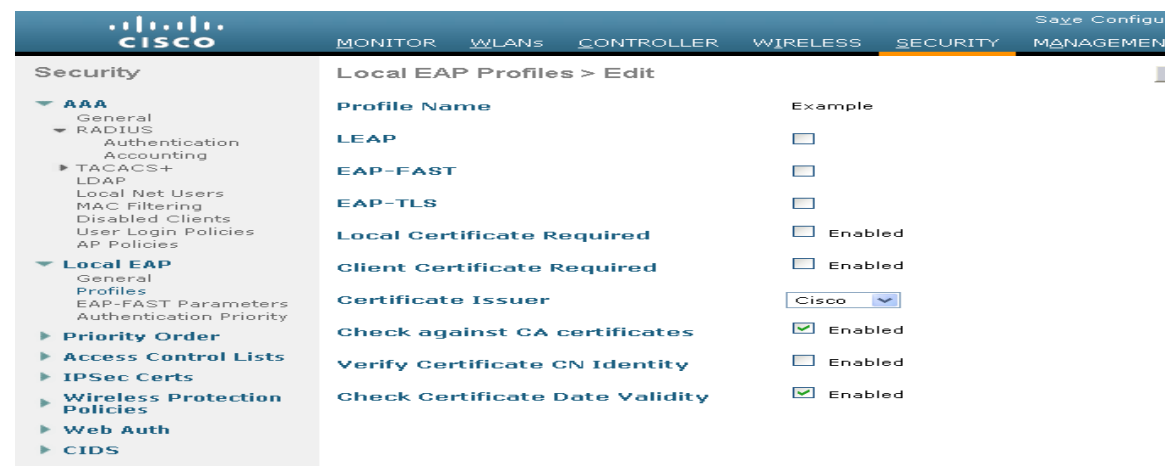 CISCO
Save Configu
MONITOR WLANs CONTROLLER WIRELESS SECURITY MANAGEMEN
Security
AAA
General
RADIUS
Authentication
Accounting
TACACS+
LDAP
Local Net Users
MAC Filtering
Disabled Clients
User Login Policies
AP Policies
Local EAP
General
Profiles
EAP-FAST Parameters
Authentication Priority
Priority Order
Access Control Lists
IPSec Certs
Wireless Protection
Policies
Web Auth
CIDS
Local EAP Profiles > Edit
Profile Name Example
LEAP
EAP-FAST
EAP-TLS
Local Certificate Required Enabled
Client Certificate Required Enabled
Certificate Issuer Cisco
Check against CA certificates Enabled
Verify Certificate CN Identity Enabled
Check Certificate Date Validity Enabled